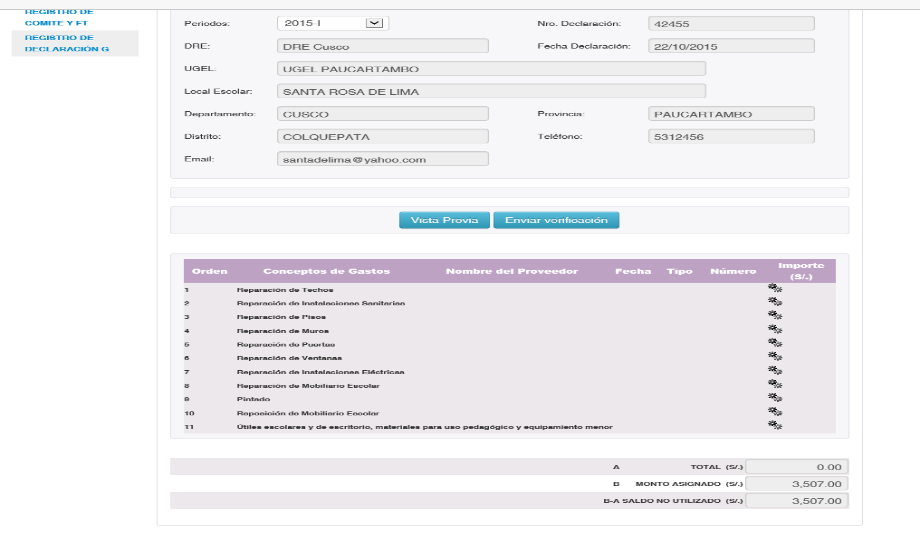 REGISTRO DE
COMITE Y FT
REGISTRO DE
DECLARACIÓN G
Periodos: 2015-I Nro. Declaración: 42455
DRE: DRE Cusco Fecha Declaración: 22/10/2015
UGEL: UGEL PAUCARTAMBO
Local Escolar: SANTA ROSA DE LIMA
Departamento: CUSCO Provincia: PAUCARTAMBO
Distrito: COLQUEPATA Teléfono: 5312456
Email: santadelima@yahoo.com
Vista Previa Enviar verificación
Orden Conceptos de Gastos Nombre del Proveedor Fecha Tipo Número Importe (S/.)
1 Reparación de Techos
2 Reparación de Instalaciones Sanitarias
3 Reparación de Pisos
4 Reparación de Muros
5 Reparación de Puertas
6 Reparación de Ventanas
7 Reparación de Instalaciones Eléctricas
8 Reparación de Mobiliario Escolar
9 Pintado
10 Reposición de Mobiliario Escolar
11 Útiles escolares y de escritorio, materiales para uso pedagógico y equipamiento menor
A TOTAL (S/.) 0.00
B MONTO ASIGNADO (S/.) 3,507.00
B-A SALDO NO UTILIZADO (S/.) 3,507.00